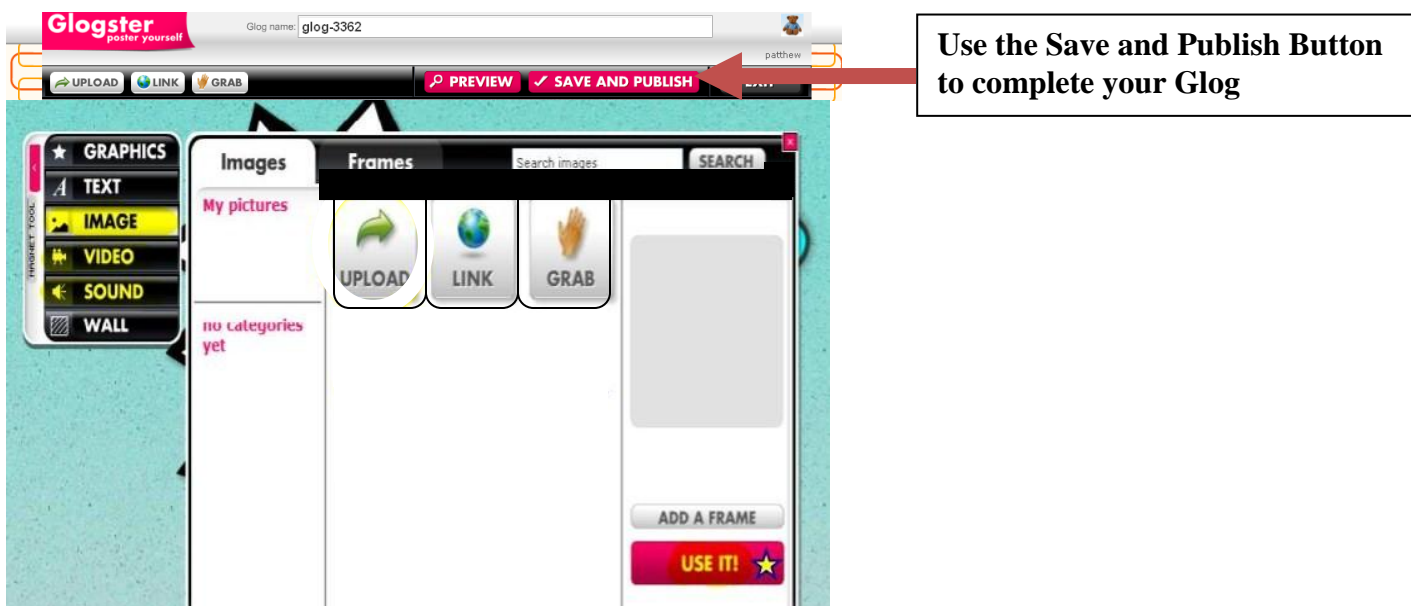 Glogster
poster yourself
Glog name: glog-3362
patthew
UPLOAD LINK GRAB PREVIEW SAVE AND PUBLISH EXIT
Use the Save and Publish Button
to complete your Glog
MAGNET TOOL
GRAPHICS
TEXT
IMAGE
VIDEO
SOUND
WALL
Images Frames Search images SEARCH
My pictures
no categories
yet
UPLOAD LINK GRAB
ADD A FRAME
USE IT!